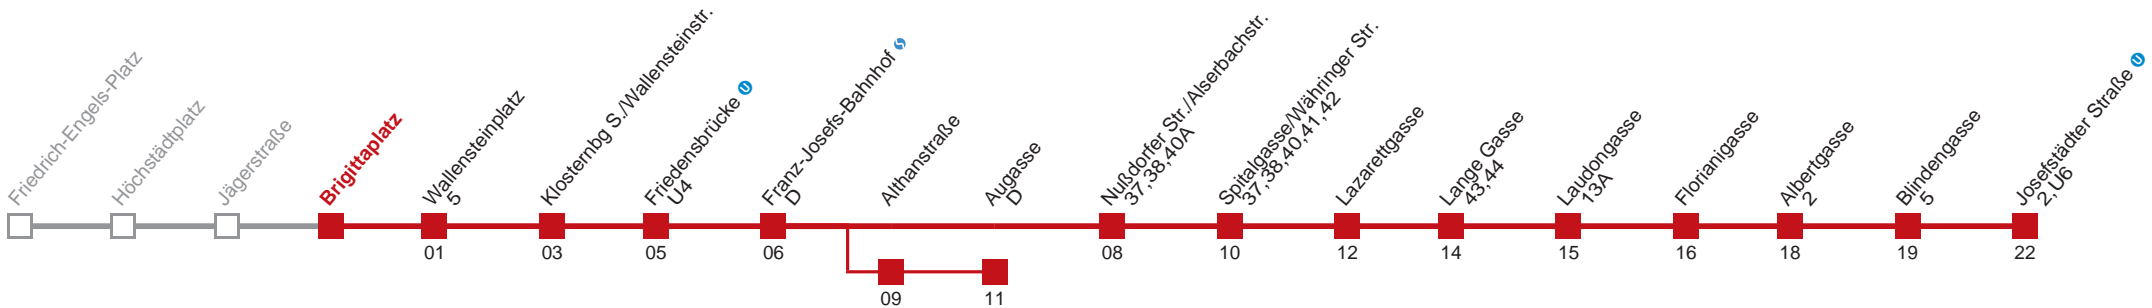 Friedrich-Engels-Platz
Höchstädtplatz
Jägerstraße
Brigittaplatz
Wallensteinplatz
5
Klosternbg S./Wallensteinstr.
Friedensbrücke U
U4
Franz-Josefs-Bahnhof S
D
Althanstraße
Augasse
D
Nußdorfer Str./Alserbachstr.
37,38,40A
Spitalgasse/Währinger Str.
37,38,40,41,42
Lazarettgasse
Lange Gasse
43,44
Laudongasse
13A
Florianigasse
Albertgasse
2
Blindengasse
5
Josefstädter Straße U
2,U6
01
03
05
06
08
10
12
14
15
16
18
19
22
09
11